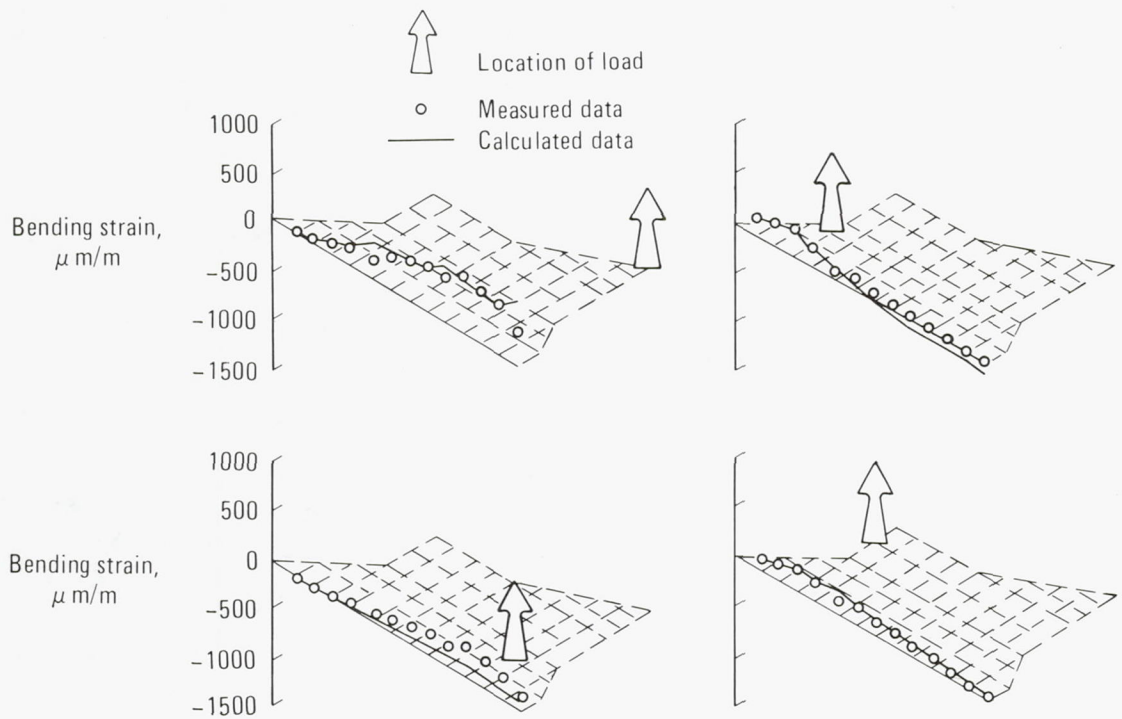 Location of load
Measured data
Calculated data
1000
500
0
−500
−1000
−1500
Bending strain,
μ m/m
1000
500
0
−500
−1000
−1500
Bending strain,
μ m/m